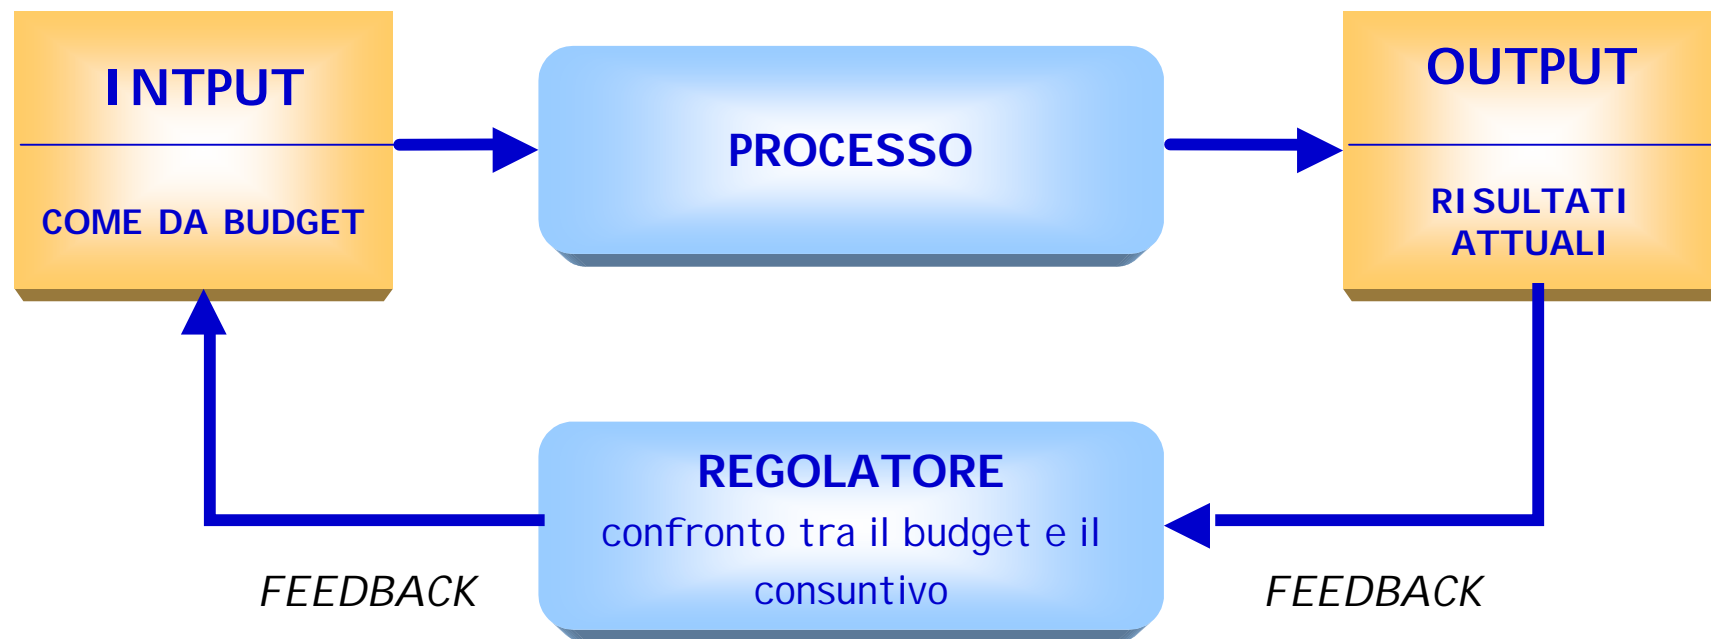 INTPUT
COME DA BUDGET
PROCESSO
OUTPUT
RISULTATI
ATTUALI
REGOLATORE
confronto tra il budget e il
consuntivo
FEEDBACK
FEEDBACK